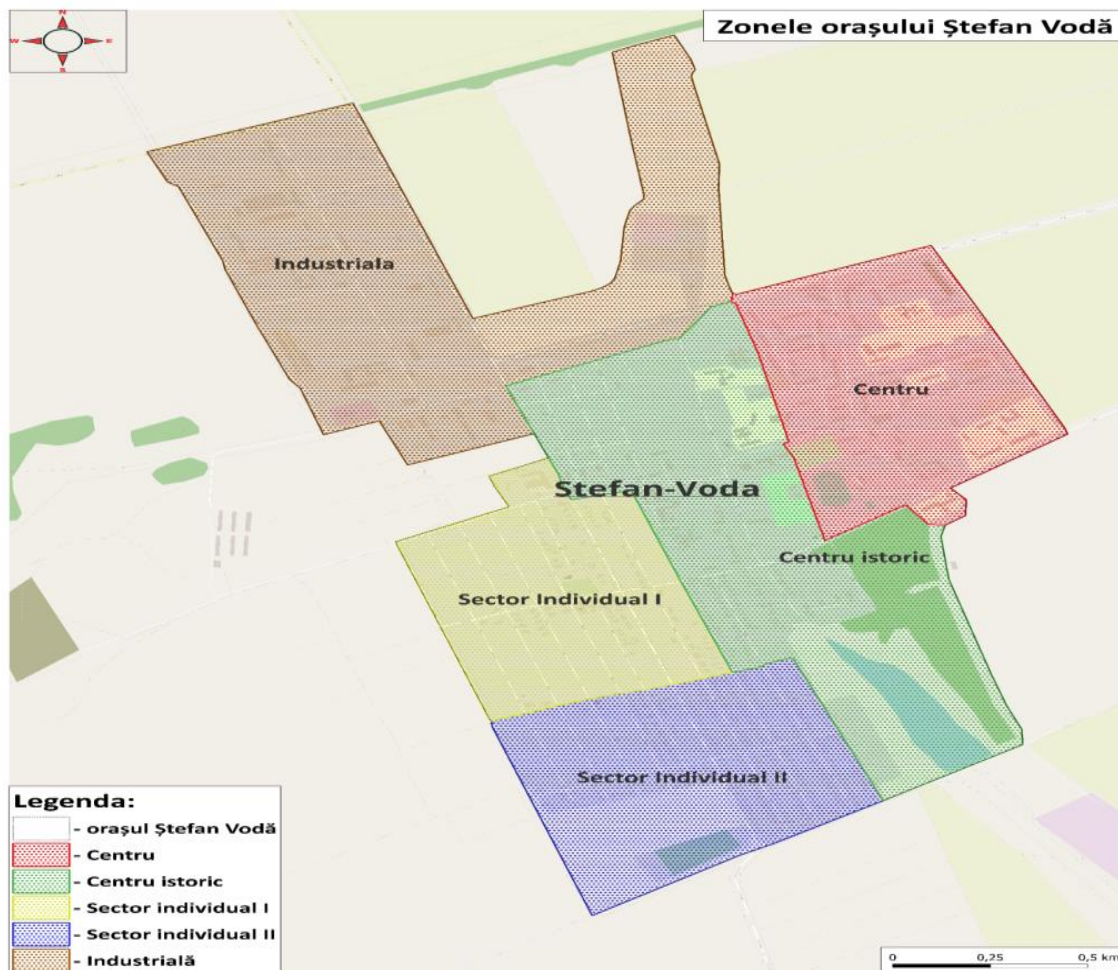 N
W E
S
Zonele orașului Ștefan Vodă
Industriala
Centru
Stefan-Voda
Centru istoric
Sector Individual I
Sector Individual II
Legenda:
- orașul Ștefan Vodă
- Centru
- Centru istoric
- Sector individual I
- Sector individual II
- Industrială
0 0,25 0,5 km